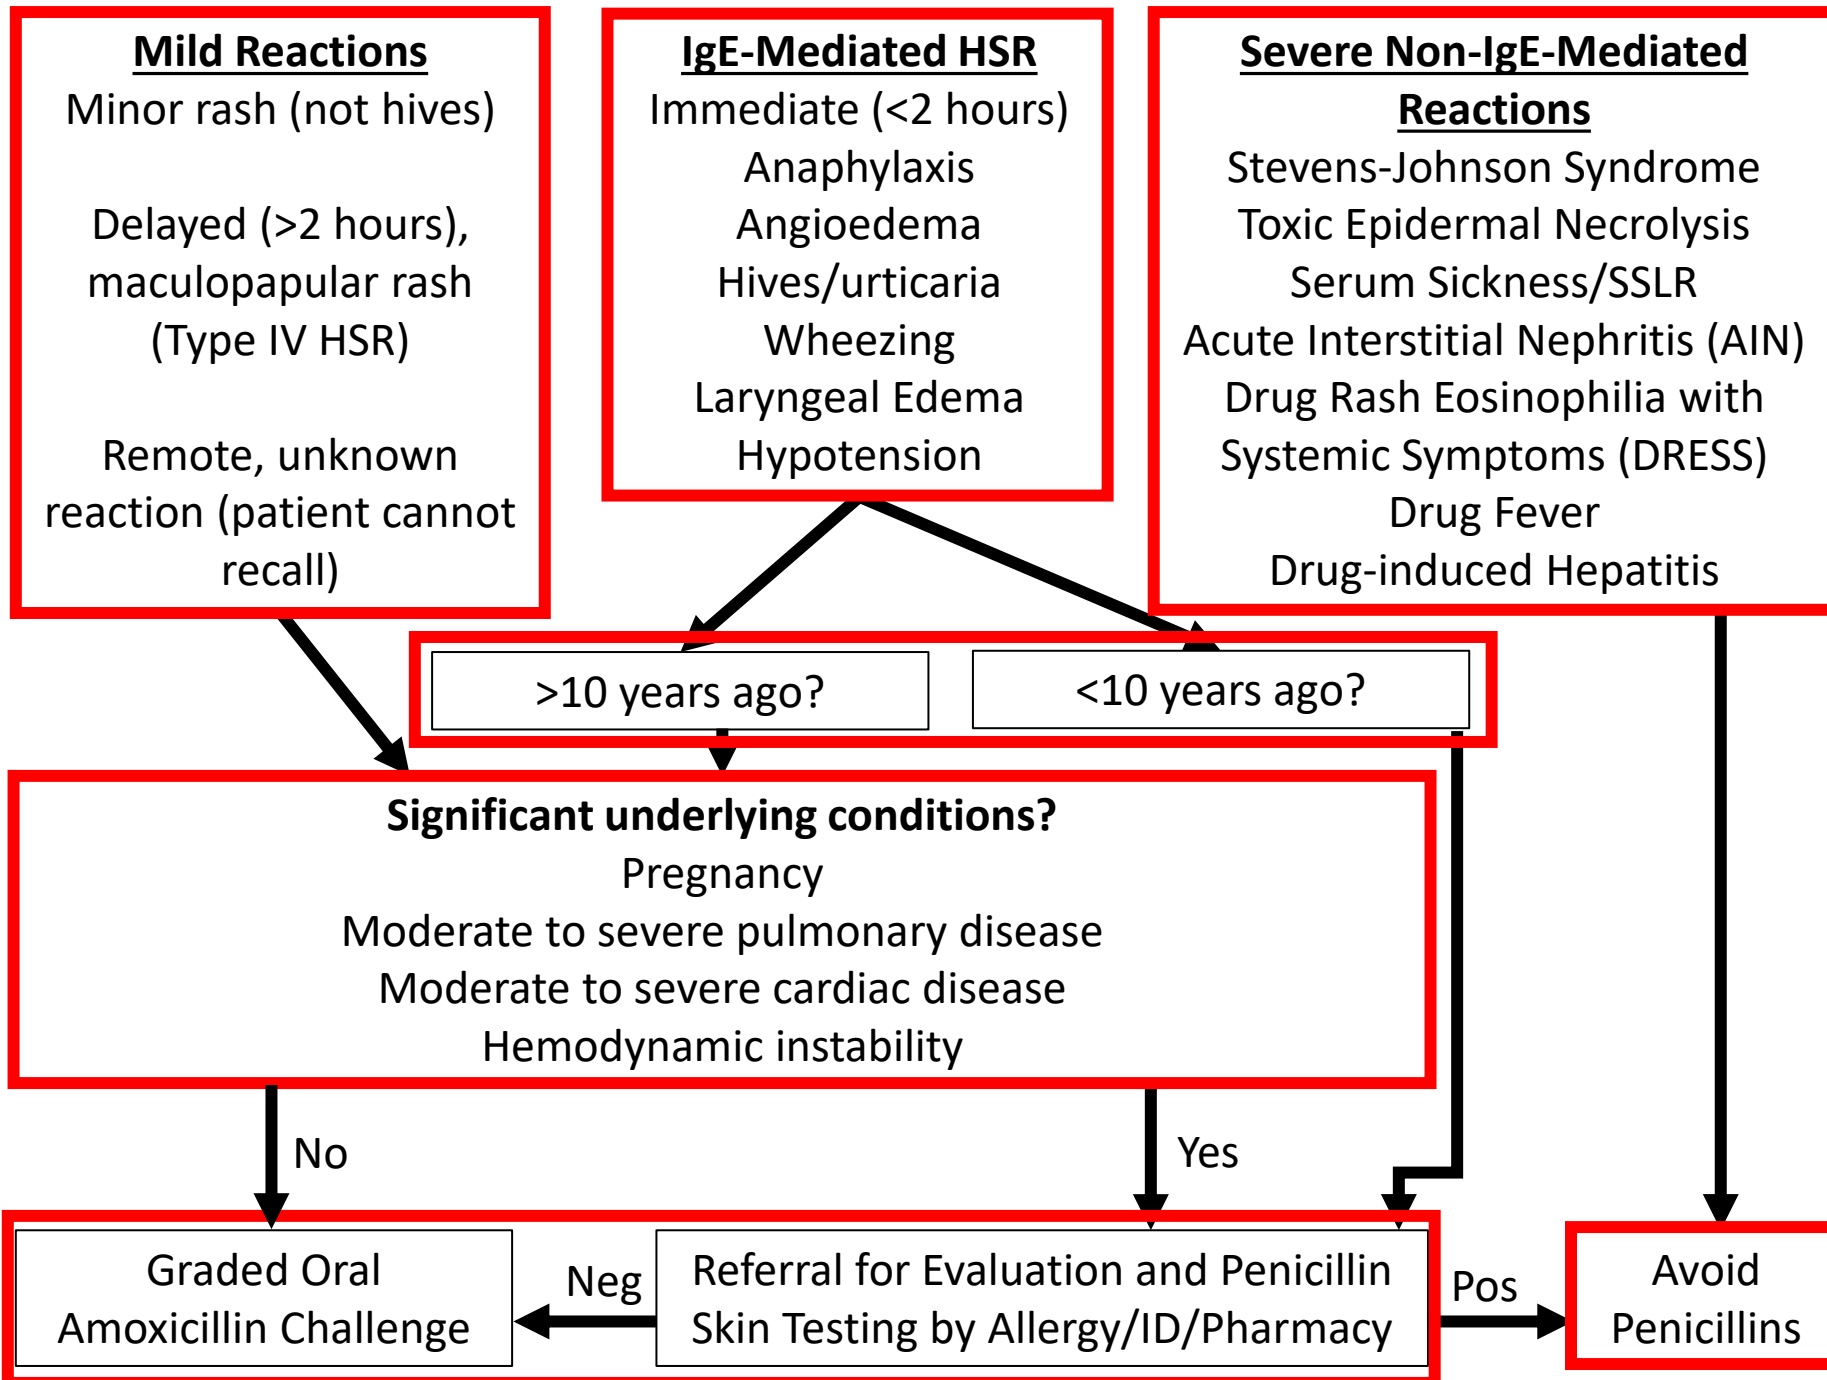 Mild Reactions
Minor rash (not hives)
Delayed (>2 hours),
maculopapular rash
(Type IV HSR)
Remote, unknown
reaction (patient cannot
recall)
IgE-Mediated HSR
Immediate (<2 hours)
Anaphylaxis
Angioedema
Hives/urticaria
Wheezing
Laryngeal Edema
Hypotension
Severe Non-IgE-Mediated
Reactions
Stevens-Johnson Syndrome
Toxic Epidermal Necrolysis
Serum Sickness/SSLR
Acute Interstitial Nephritis (AIN)
Drug Rash Eosinophilia with
Systemic Symptoms (DRESS)
Drug Fever
Drug-induced Hepatitis
>10 years ago?
<10 years ago?
Significant underlying conditions?
Pregnancy
Moderate to severe pulmonary disease
Moderate to severe cardiac disease
Hemodynamic instability
No
Yes
Graded Oral
Amoxicillin Challenge
Neg
Referral for Evaluation and Penicillin
Skin Testing by Allergy/ID/Pharmacy
Pos
Avoid
Penicillins